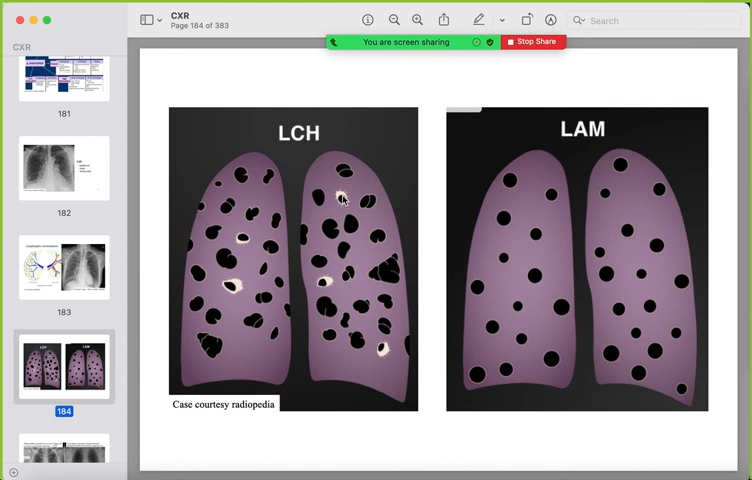 CXR
Page 184 of 383
Search
You are screen sharing
Stop Share
CXR
181
182
183
184
LCH
LAM
Case courtesy radiopedia